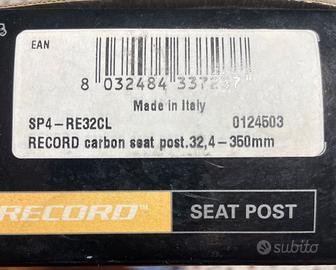 EAN
8 032484 337237
Made in Italy
SP4-RE32CL 0124503
RECORD carbon seat post.32,4-350mm
RECORD™ SEAT POST
subito